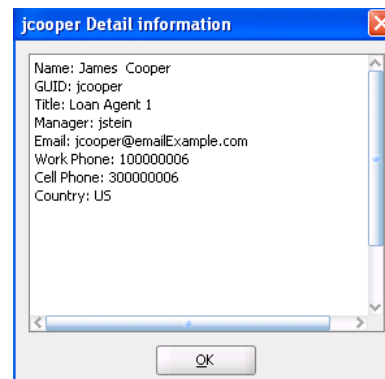 jcooper Detail information
Name: James  Cooper
GUID: jcooper
Title: Loan Agent 1
Manager: jstein
Email: jcooper@emailExample.com
Work Phone: 100000006
Cell Phone: 300000006
Country: US
OK